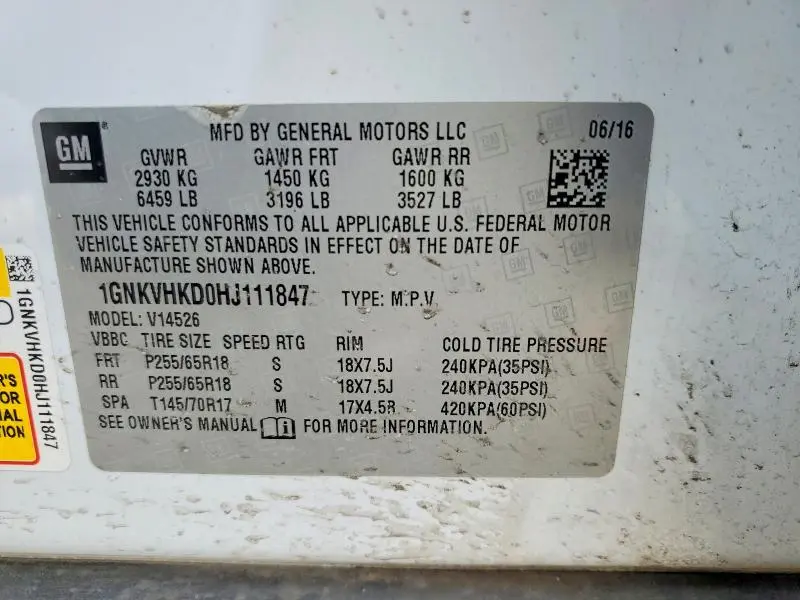 GM
MFD BY GENERAL MOTORS LLC 06/16
GVWR GAWR FRT GAWR RR
2930 KG 1450 KG 1600 KG
6459 LB 3196 LB 3527 LB
THIS VEHICLE CONFORMS TO ALL APPLICABLE U.S. FEDERAL MOTOR
VEHICLE SAFETY STANDARDS IN EFFECT ON THE DATE OF
MANUFACTURE SHOWN ABOVE.
1GNKVHKD0HJ111847 TYPE: M.P.V
MODEL: V14526
VBBC TIRE SIZE SPEED RTG RIM COLD TIRE PRESSURE
FRT P255/65R18 S 18X7.5J 240KPA(35PSI)
RR P255/65R18 S 18X7.5J 240KPA(35PSI)
SPA T145/70R17 M 17X4.5R 420KPA(60PSI)
SEE OWNER'S MANUAL FOR MORE INFORMATION.
1GNKVHKD0HJ111847
R'S
OR
IAL
TION